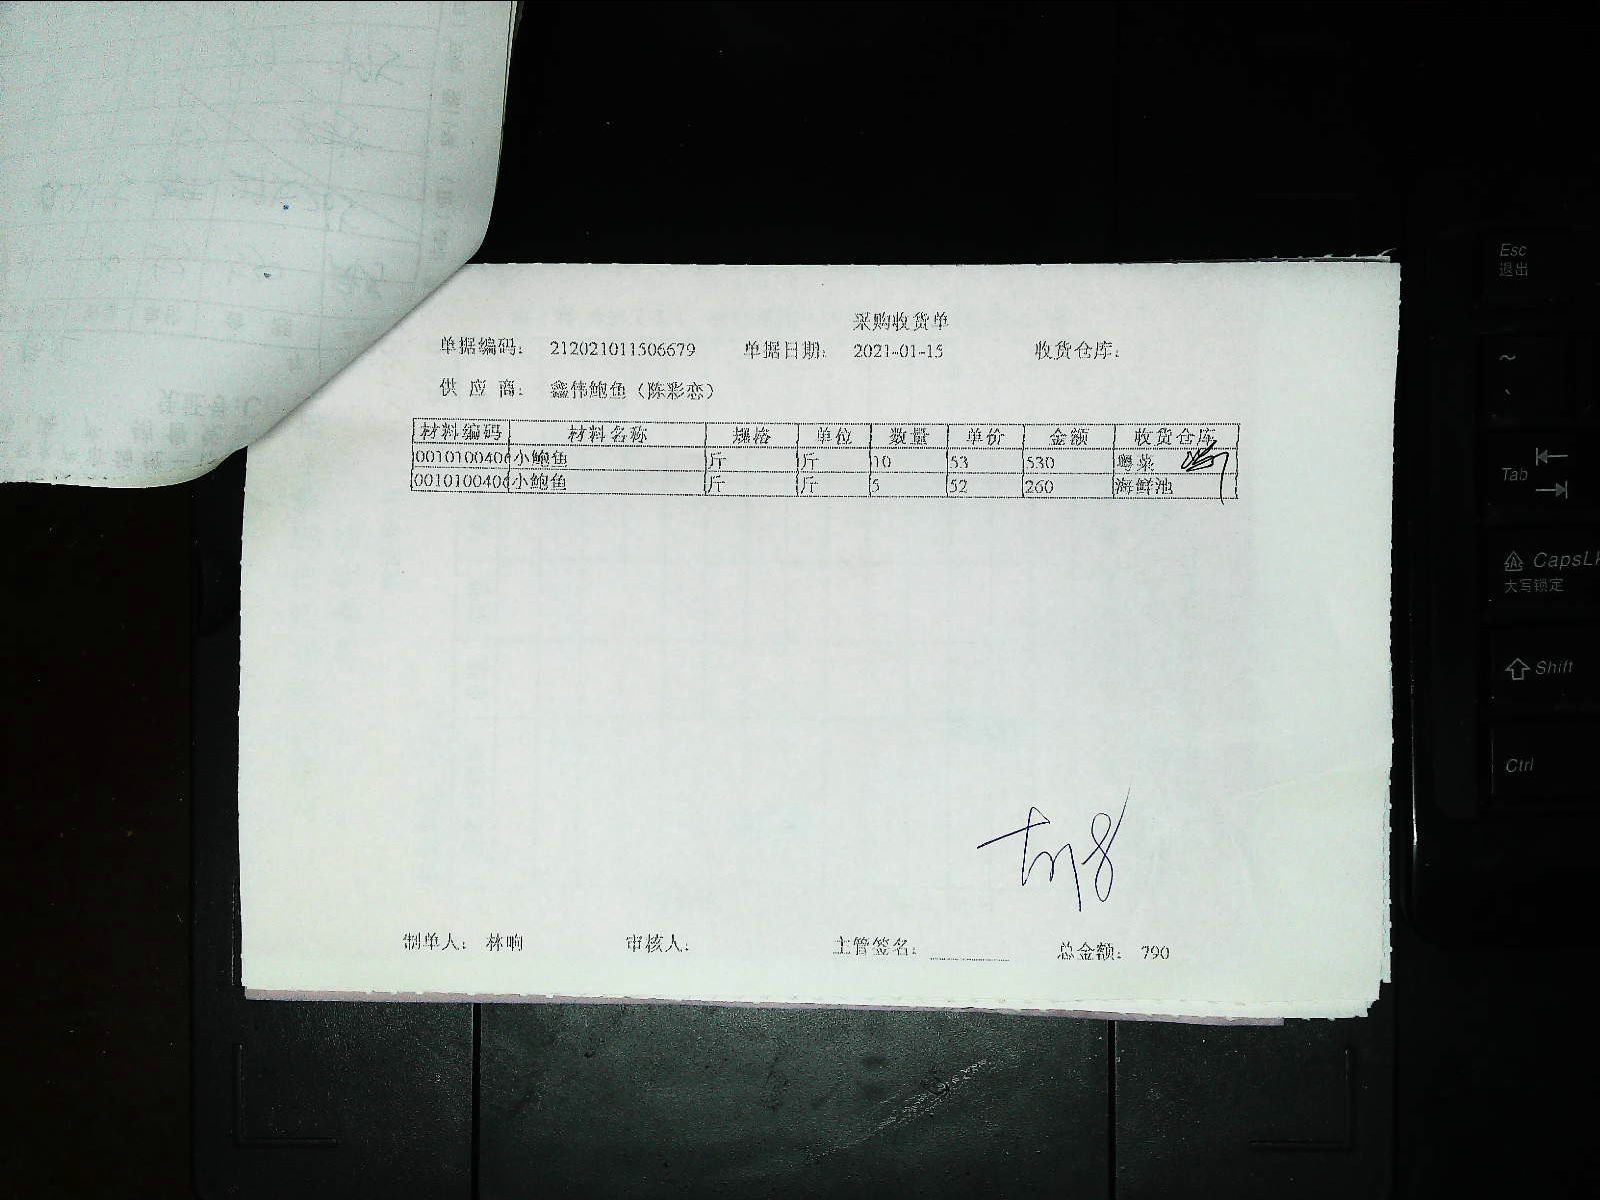 采购收货单
单据编码： 212021011506679 单据日期： 2021-01-15 收货仓库：
供 应 商： 鑫伟鲍鱼（陈彩恋）
材料编码 材料名称 规格 单位 数量 单价 金额 收货仓库
0010100406 小鲍鱼 斤 斤 10 53 530 粤菜
0010100406 小鲍鱼 斤 斤 5 52 260 海鲜池
制单人： 林响 审核人： 主管签名： 总金额： 790
Esc
退出
~
Tab
CapsL
大写锁定
Shift
Ctrl